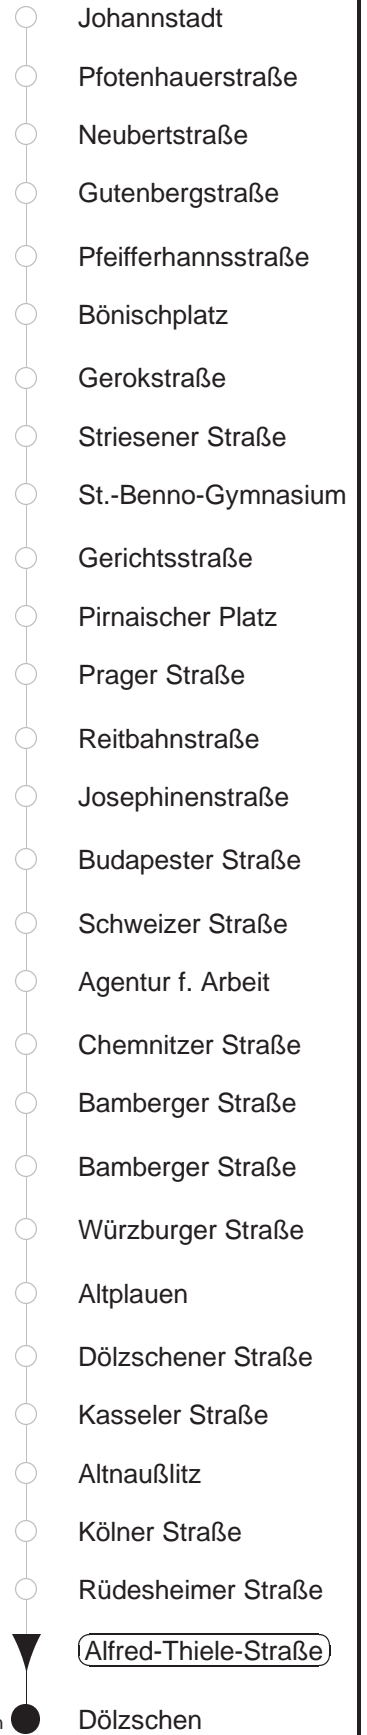 Johannstadt
Pfotenhauerstraße
Neubertstraße
Gutenbergstraße
Pfeifferhannsstraße
Bönischplatz
Gerokstraße
Striesener Straße
St.-Benno-Gymnasium
Gerichtsstraße
Pirnaischer Platz
Prager Straße
Reitbahnstraße
Josephinenstraße
Budapester Straße
Schweizer Straße
Agentur f. Arbeit
Chemnitzer Straße
Bamberger Straße
Bamberger Straße
Würzburger Straße
Altplauen
Dölzschener Straße
Kasseler Straße
Altnaußlitz
Kölner Straße
Rüdesheimer Straße
Alfred-Thiele-Straße
Dölzschen